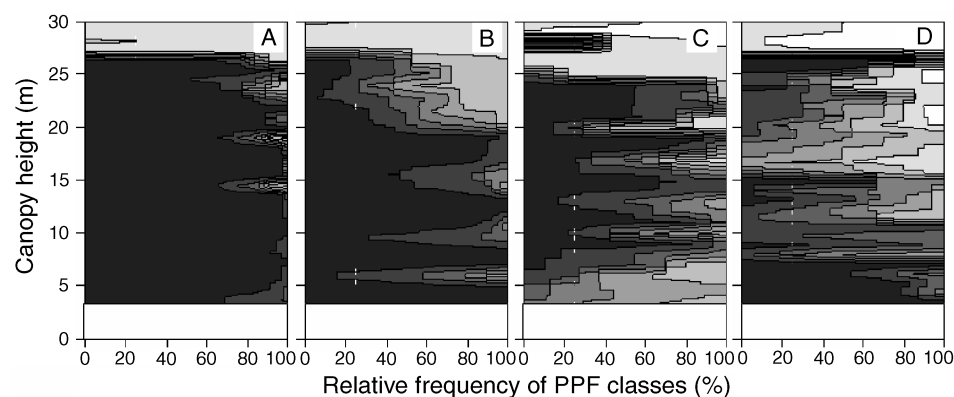 A B C D
30
25
20
15
10
5
0
Canopy height (m)
0 20 40 60 80 100 0 20 40 60 80 100 0 20 40 60 80 100 0 20 40 60 80 100
Relative frequency of PPF classes (%)